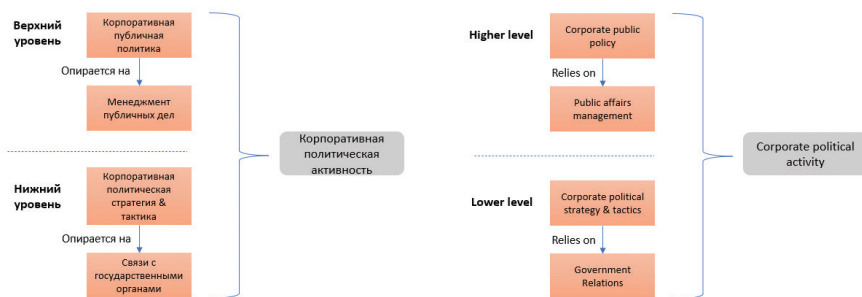 Верхний
уровень
Корпоративная
публичная
политика
Опирается на
Менеджмент
публичных дел
Корпоративная
политическая
активность
Нижний
уровень
Корпоративная
политическая
стратегия &
тактика
Опирается на
Связи с
государственными
органами
Higher level
Corporate public
policy
Relies on
Public affairs
management
Corporate political
activity
Lower level
Corporate political
strategy & tactics
Relies on
Government
Relations